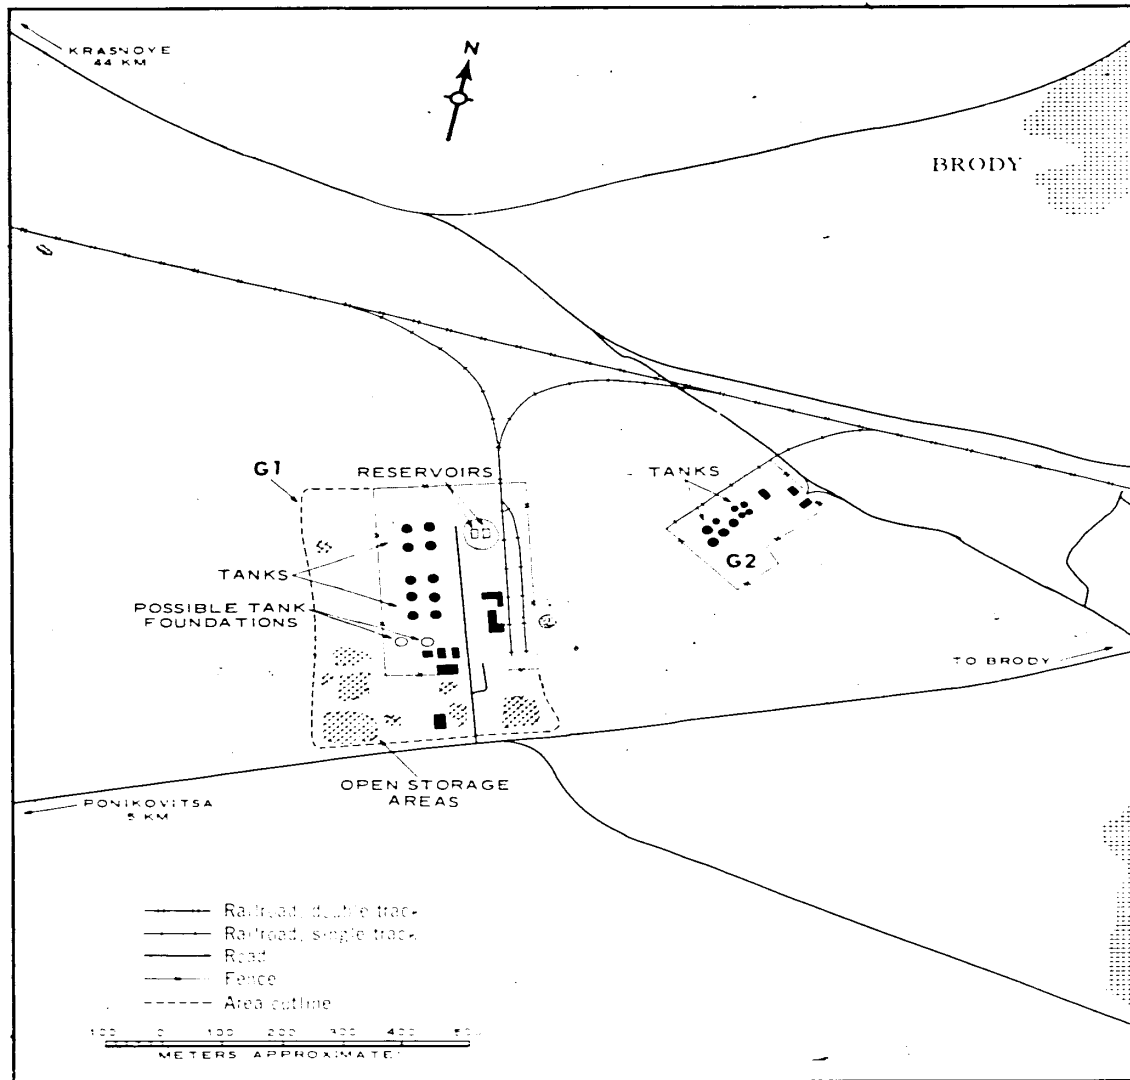 KRASNOYE
44 KM
N
BRODY
G1
RESERVOIRS
TANKS
TANKS
G2
POSSIBLE TANK
FOUNDATIONS
TO BRODY
OPEN STORAGE
AREAS
PONIKOVITSA
5 KM
Railroad, double track
Railroad, single track
Road
Fence
Area outline
100 0 100 200 300 400 500
METERS APPROXIMATE